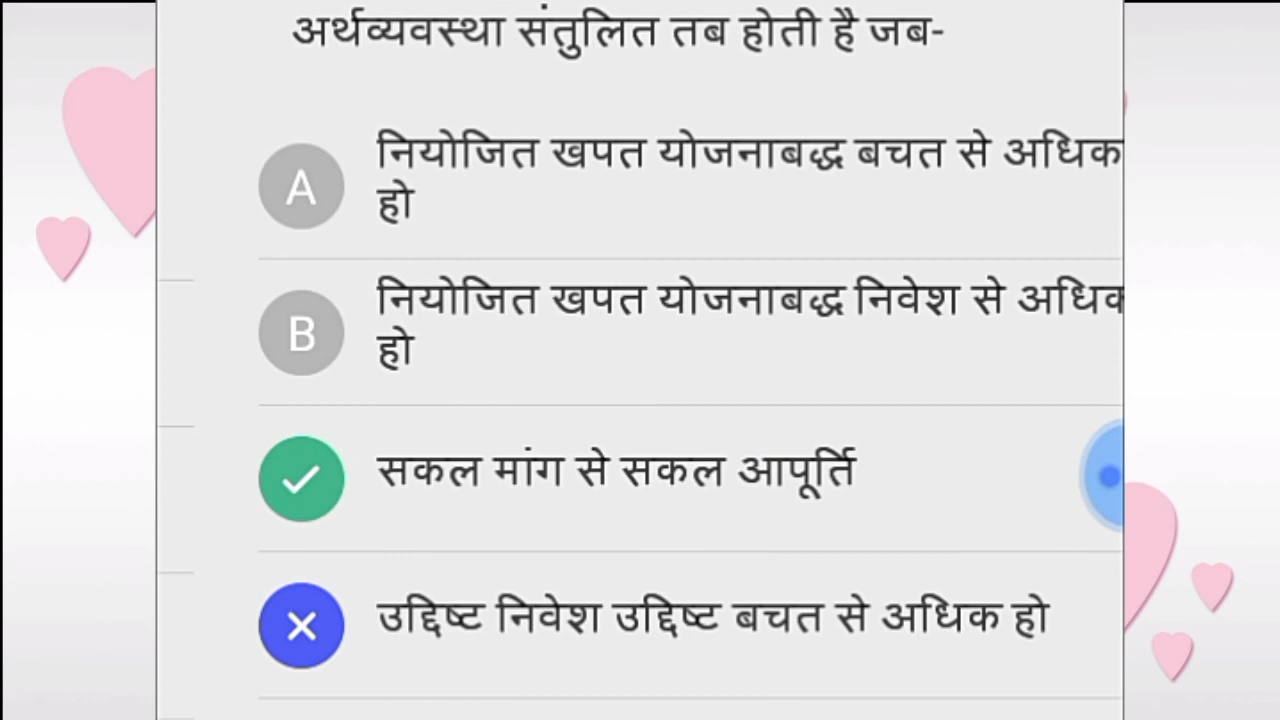 अर्थव्यवस्था संतुलित तब होती है जब-
A
नियोजित खपत योजनाबद्ध बचत से अधिक
हो
B
नियोजित खपत योजनाबद्ध निवेश से अधिक
हो
सकल मांग से सकल आपूर्ति
उद्दिष्ट निवेश उद्दिष्ट बचत से अधिक हो